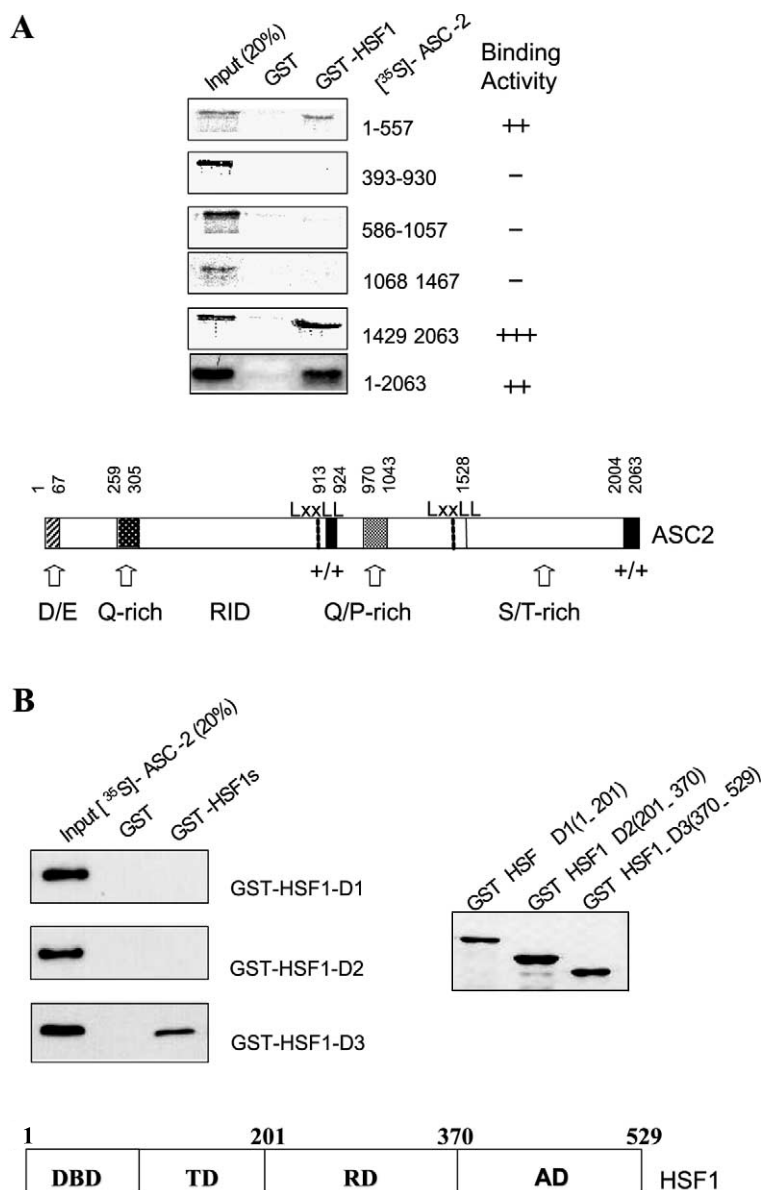 A
Input (20%) GST GST-HSF1 [³⁵S]-ASC-2 Binding
Activity
1-557 ++
393-930 –
586-1057 –
1068 1467 –
1429 2063 +++
1-2063 ++
1 67 259 305 913 924 970 1043 1528 2004 2063
LxxLL LxxLL
ASC2
+/+ +/+
D/E Q-rich RID Q/P-rich S/T-rich
B
Input [³⁵S]-ASC-2 (20%) GST GST-HSF1s
GST-HSF1-D1
GST-HSF1-D2
GST-HSF1-D3
GST HSF D1(1_201) GST HSF1 D2(201_370) GST HSF1_D3(370_529)
1 201 370 529
DBD TD RD AD HSF1